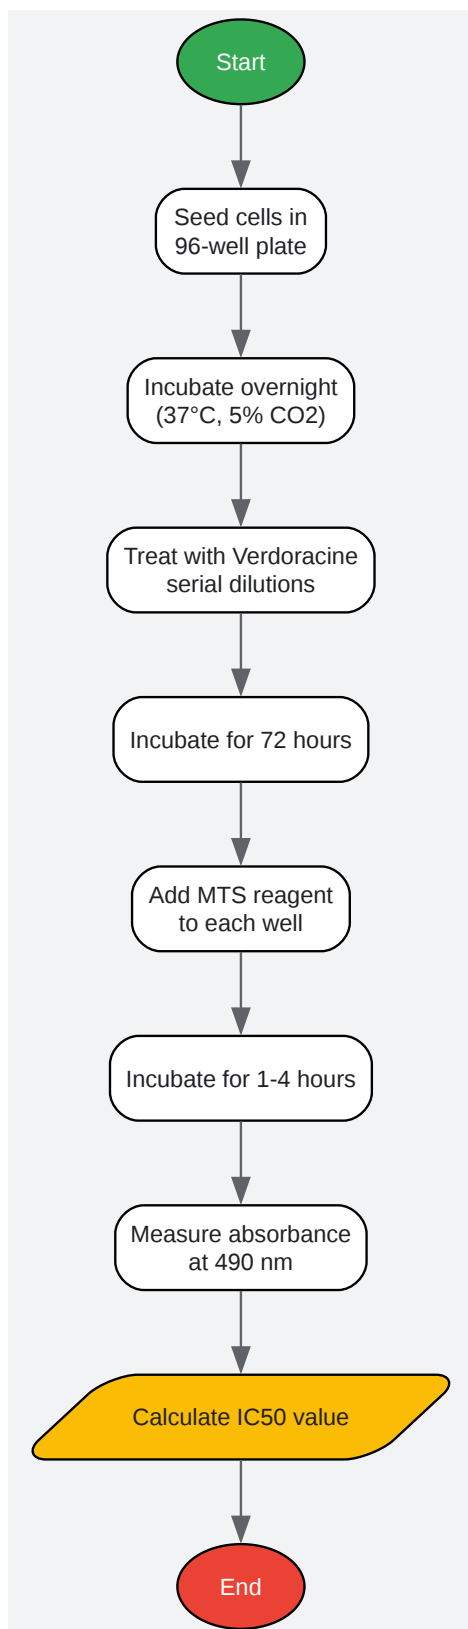 Start
Seed cells in
96-well plate
Incubate overnight
(37°C, 5% CO2)
Treat with Verdoracine
serial dilutions
Incubate for 72 hours
Add MTS reagent
to each well
Incubate for 1-4 hours
Measure absorbance
at 490 nm
Calculate IC50 value
End